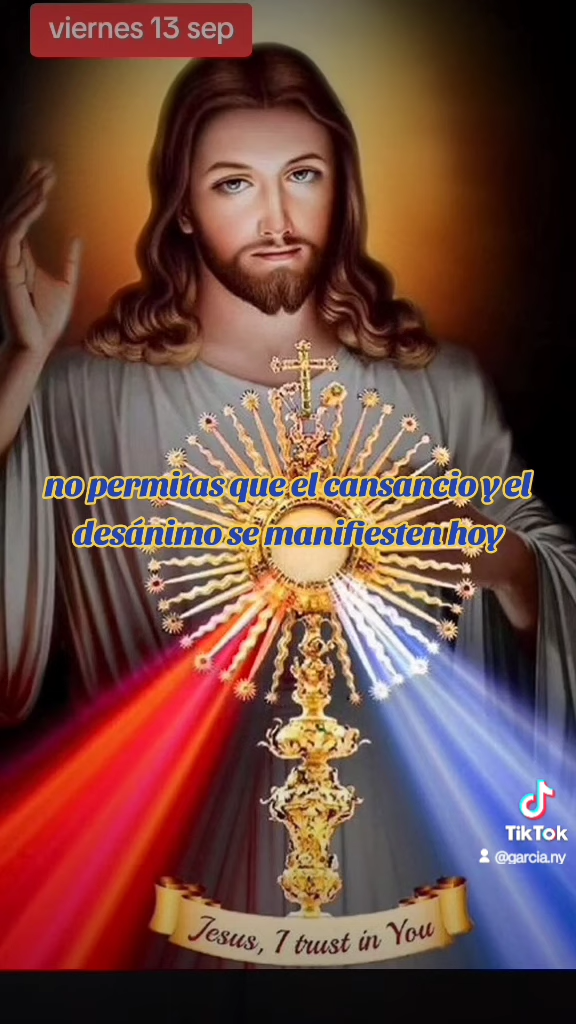 viernes 13 sep
no permitas que el cansancio y el
desánimo se manifiesten hoy
TikTok
@garcia.ny
Jesus, I trust in You